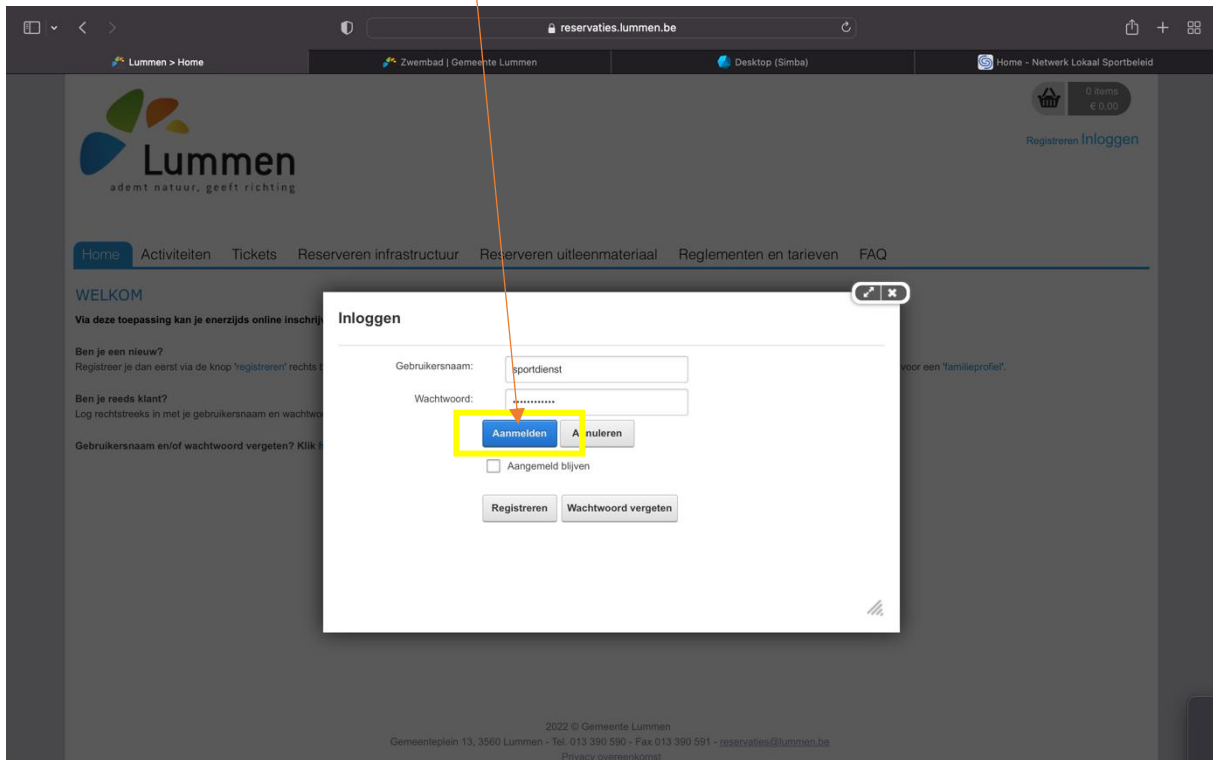 reservaties.lummen.be
Lummen > Home
Zwembad | Gemeente Lummen
Desktop (Simba)
Home - Netwerk Lokaal Sportbeleid
0 items
€ 0,00
Registreren Inloggen
Lummen
ademt natuur, geeft richting
Home Activiteiten Tickets Reserveren infrastructuur Reserveren uitleenmateriaal Reglementen en tarieven FAQ
WELKOM
Via deze toepassing kan je enerzijds online
Ben je een nieuw?
Registreer je dan eerst via de knop 'registreren' rechts
voor een 'familieprofiel'.
Ben je reeds klant?
Log rechtstreeks in met je gebruikersnaam en
Gebruikersnaam en/of wachtwoord vergeten? Klik
Inloggen
Gebruikersnaam:
sportdienst
Wachtwoord:
••••••••••••
Aanmelden
Annuleren
Aangemeld blijven
Registreren
Wachtwoord vergeten
2022 © Gemeente Lummen
Gemeenteplein 13, 3560 Lummen - Tel. 013 390 590 - Fax 013 390 591 - reservaties@lummen.be
Privacy overeenkomst